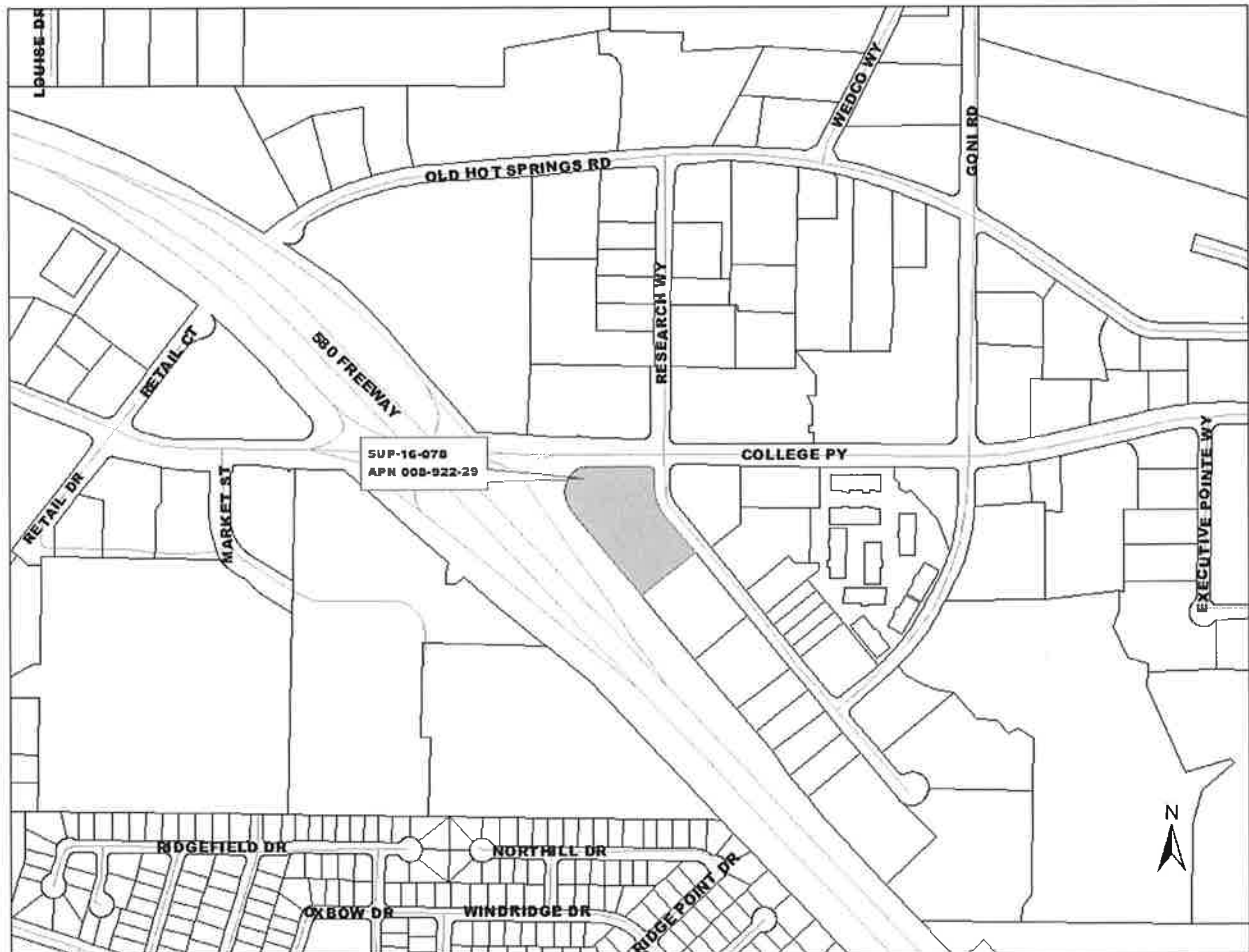 LOUISE DR
WEDCO WY
GONI RD
OLD HOT SPRINGS RD
RESEARCH WY
RETAIL CT
580 FREEWAY
SUP-16-078
APN 008-922-29
COLLEGE PY
RETAIL DR
MARKET ST
EXECUTIVE POINTE WY
N
RIDGEFIELD DR
NORTHILL DR
RIDGE POINT DR
OXBOW DR
WINDRIDGE DR